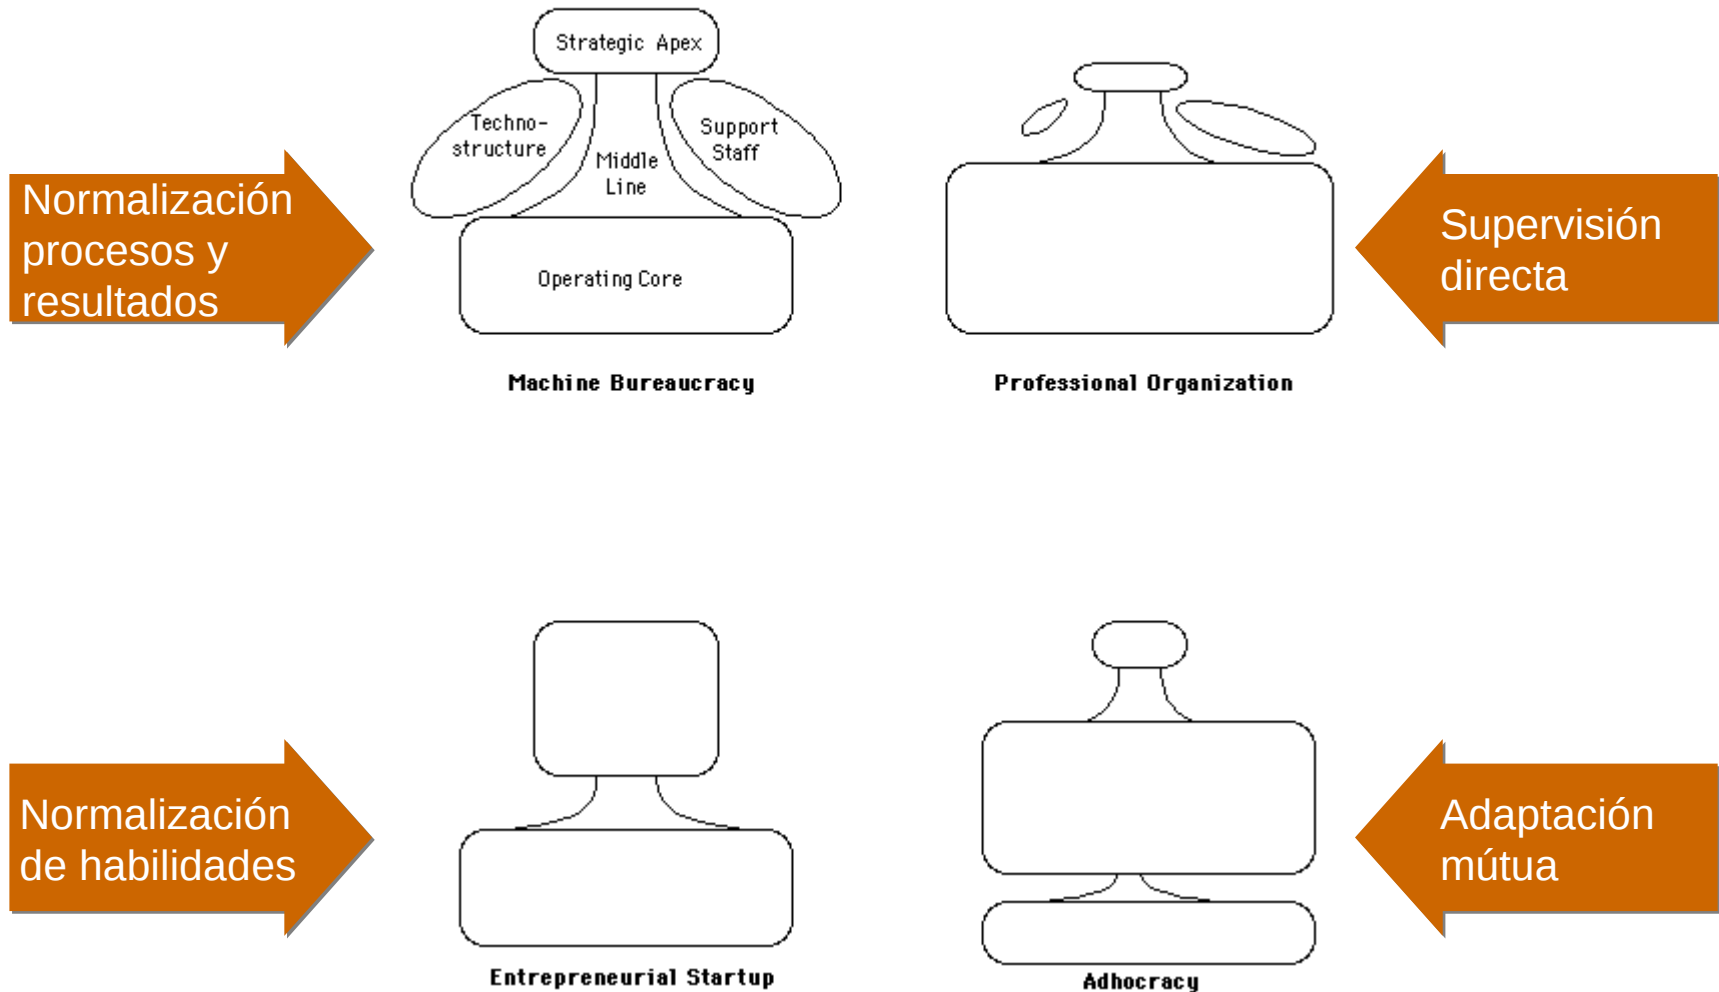 Strategic Apex
Techno-
structure
Support
Staff
Middle
Line
Operating Core
Machine Bureaucracy
Normalización
procesos y
resultados
Professional Organization
Supervisión
directa
Normalización
de habilidades
Entrepreneurial Startup
Adaptación
mútua
Adhocracy